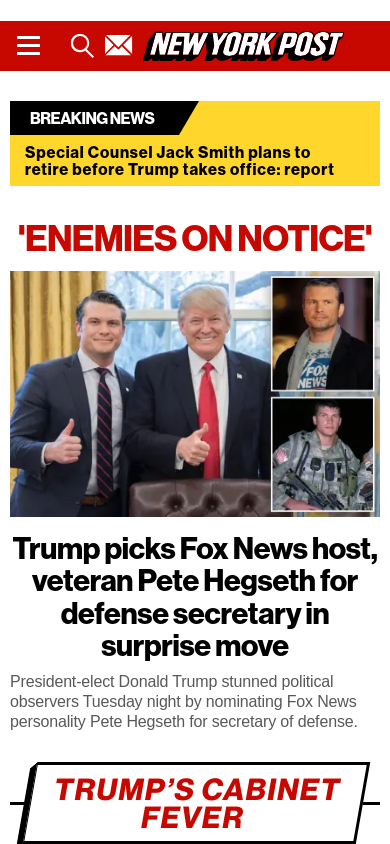 NEW YORK POST
BREAKING NEWS
Special Counsel Jack Smith plans to
retire before Trump takes office: report
'ENEMIES ON NOTICE'
FOX
NEWS
Trump picks Fox News host,
veteran Pete Hegseth for
defense secretary in
surprise move
President-elect Donald Trump stunned political
observers Tuesday night by nominating Fox News
personality Pete Hegseth for secretary of defense.
TRUMP’S CABINET
FEVER